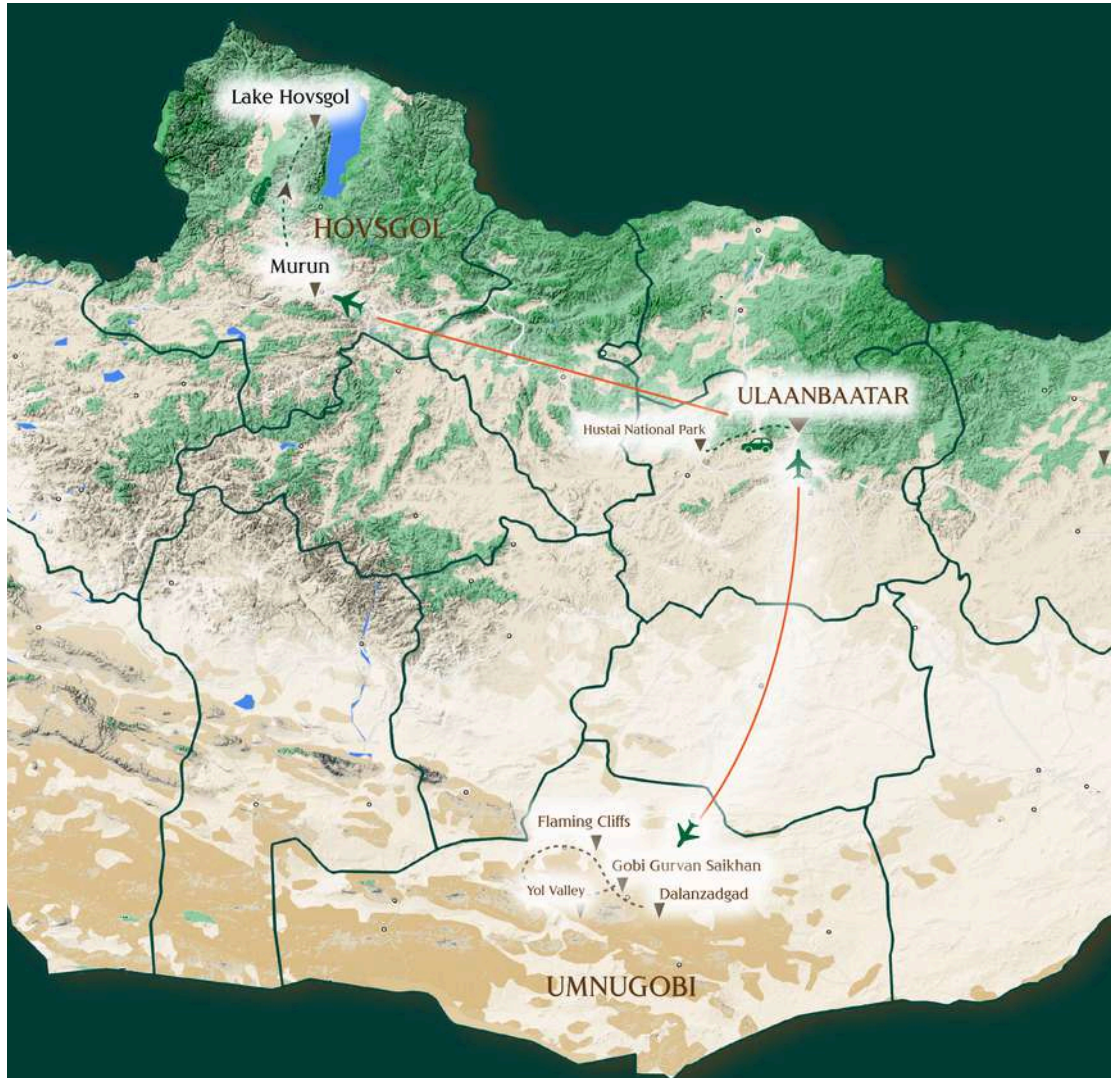 Lake Hovsgol
HOVSGOL
Murun
ULAANBAATAR
Hustai National Park
Flaming Cliffs
Gobi Gurvan Saikhan
Yol Valley
Dalanzadgad
UMNUGOBI